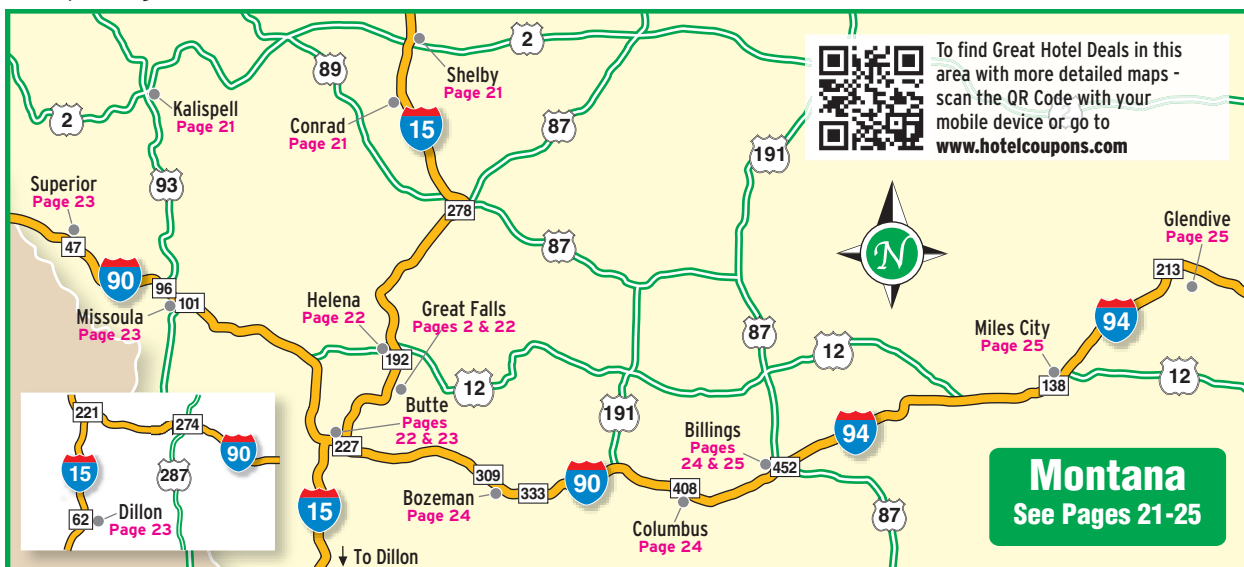 2
89
Shelby
Page 21
To find Great Hotel Deals in this
area with more detailed maps -
scan the QR Code with your
mobile device or go to
www.hotelcoupons.com
Kalispell
Page 21
2
Conrad
Page 21
15
87
191
93
Superior
Page 23
47
278
87
N
Glendive
Page 25
213
90
96
101
Missoula
Page 23
Helena
Page 22
192
Great Falls
Pages 2 & 22
12
87
12
Miles City
Page 25
138
94
12
Butte
Pages
22 & 23
227
191
Billings
Pages
24 & 25
452
94
221
274
90
15
287
62
Dillon
Page 23
309
Bozeman
Page 24
333
90
408
Columbus
Page 24
87
15
To Dillon
Montana
See Pages 21-25